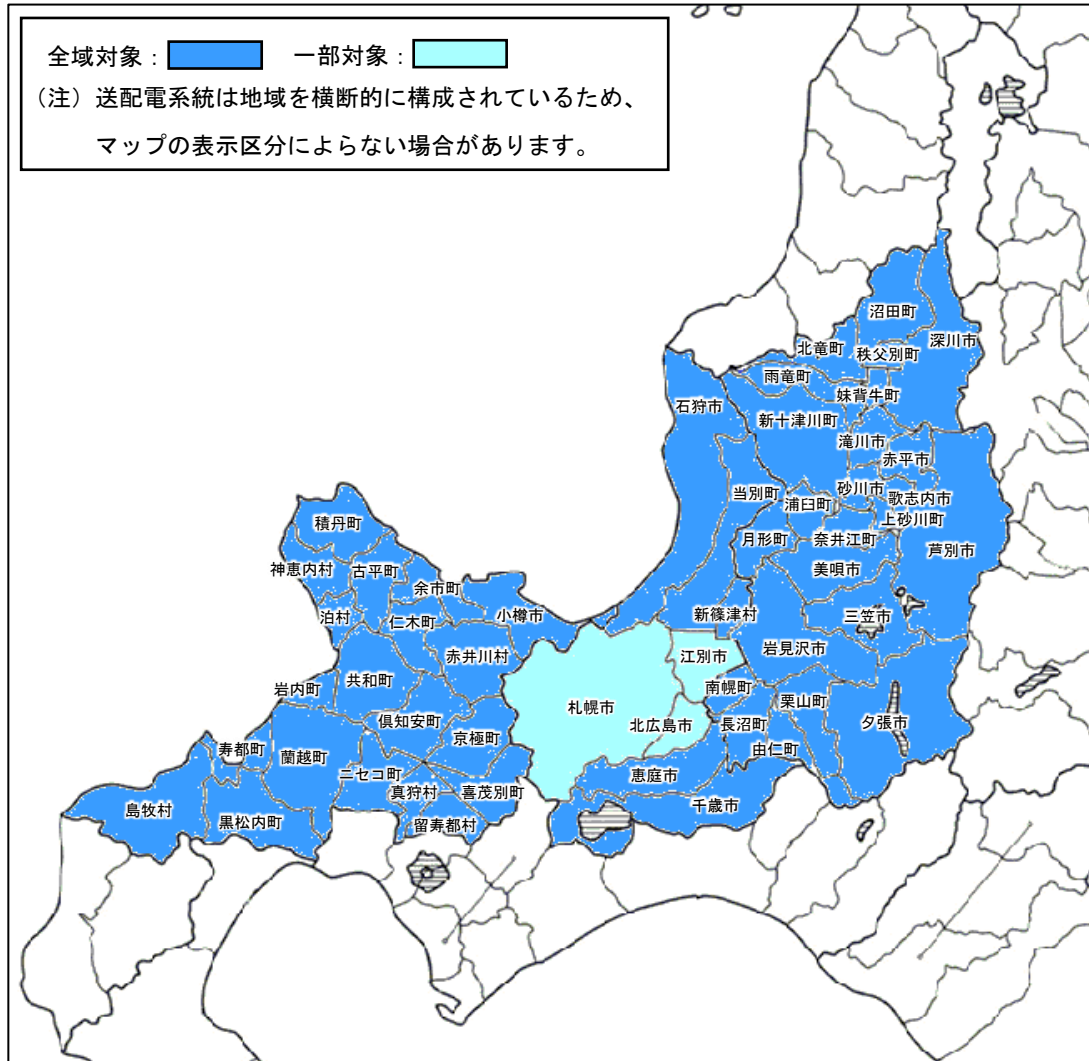 全域対象： 一部対象：
（注）送配電系統は地域を横断的に構成されているため、
マップの表示区分によらない場合があります。
沼田町
深川市
北竜町
秩父別町
雨竜町
妹背牛町
石狩市
新十津川町
滝川市
赤平市
当別町
砂川市
歌志内市
浦臼町
上砂川町
月形町
奈井江町
芦別市
美唄市
積丹町
神恵内村
古平町
余市町
小樽市
泊村
仁木町
新篠津村
三笠市
岩見沢市
赤井川村
江別市
共和町
南幌町
岩内町
栗山町
札幌市
倶知安町
北広島市
長沼町
夕張市
京極町
寿都町
蘭越町
由仁町
ニセコ町
恵庭市
真狩村
喜茂別町
島牧村
千歳市
黒松内町
留寿都村